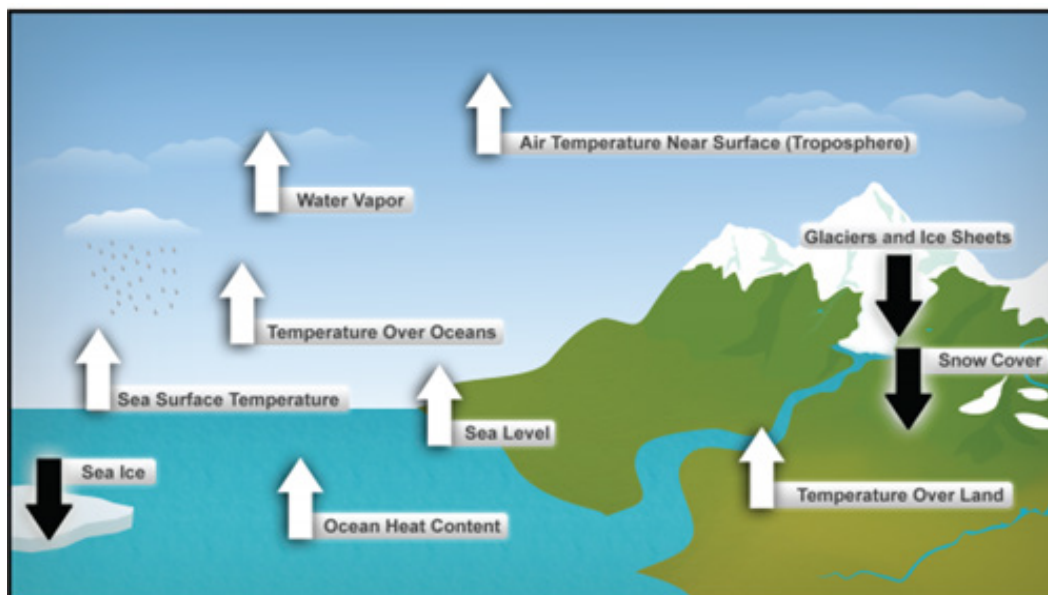 Air Temperature Near Surface (Troposphere)
Water Vapor
Glaciers and Ice Sheets
Temperature Over Oceans
Snow Cover
Sea Surface Temperature
Sea Level
Sea Ice
Temperature Over Land
Ocean Heat Content